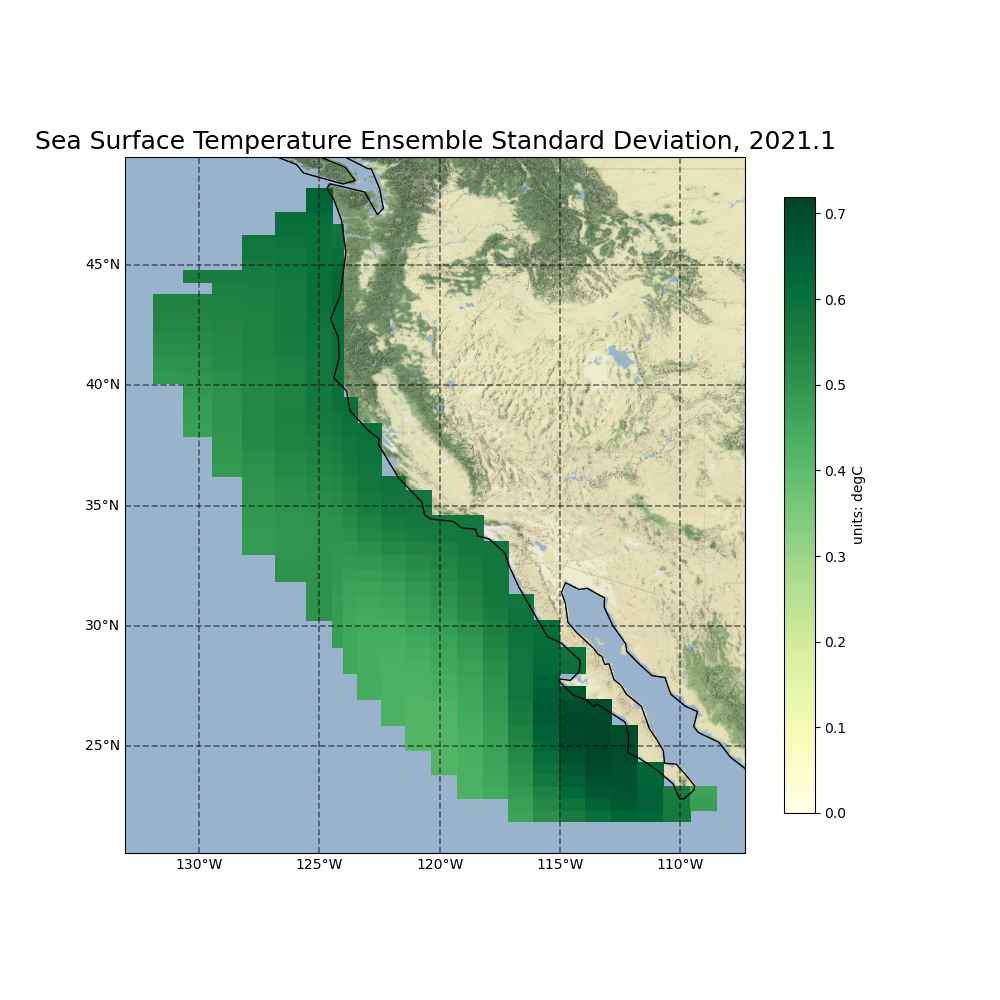 Sea Surface Temperature Ensemble Standard Deviation, 2021.1
45°N
40°N
35°N
30°N
25°N
130°W 125°W 120°W 115°W 110°W
0.7
0.6
0.5
0.4
0.3
0.2
0.1
0.0
units: degC